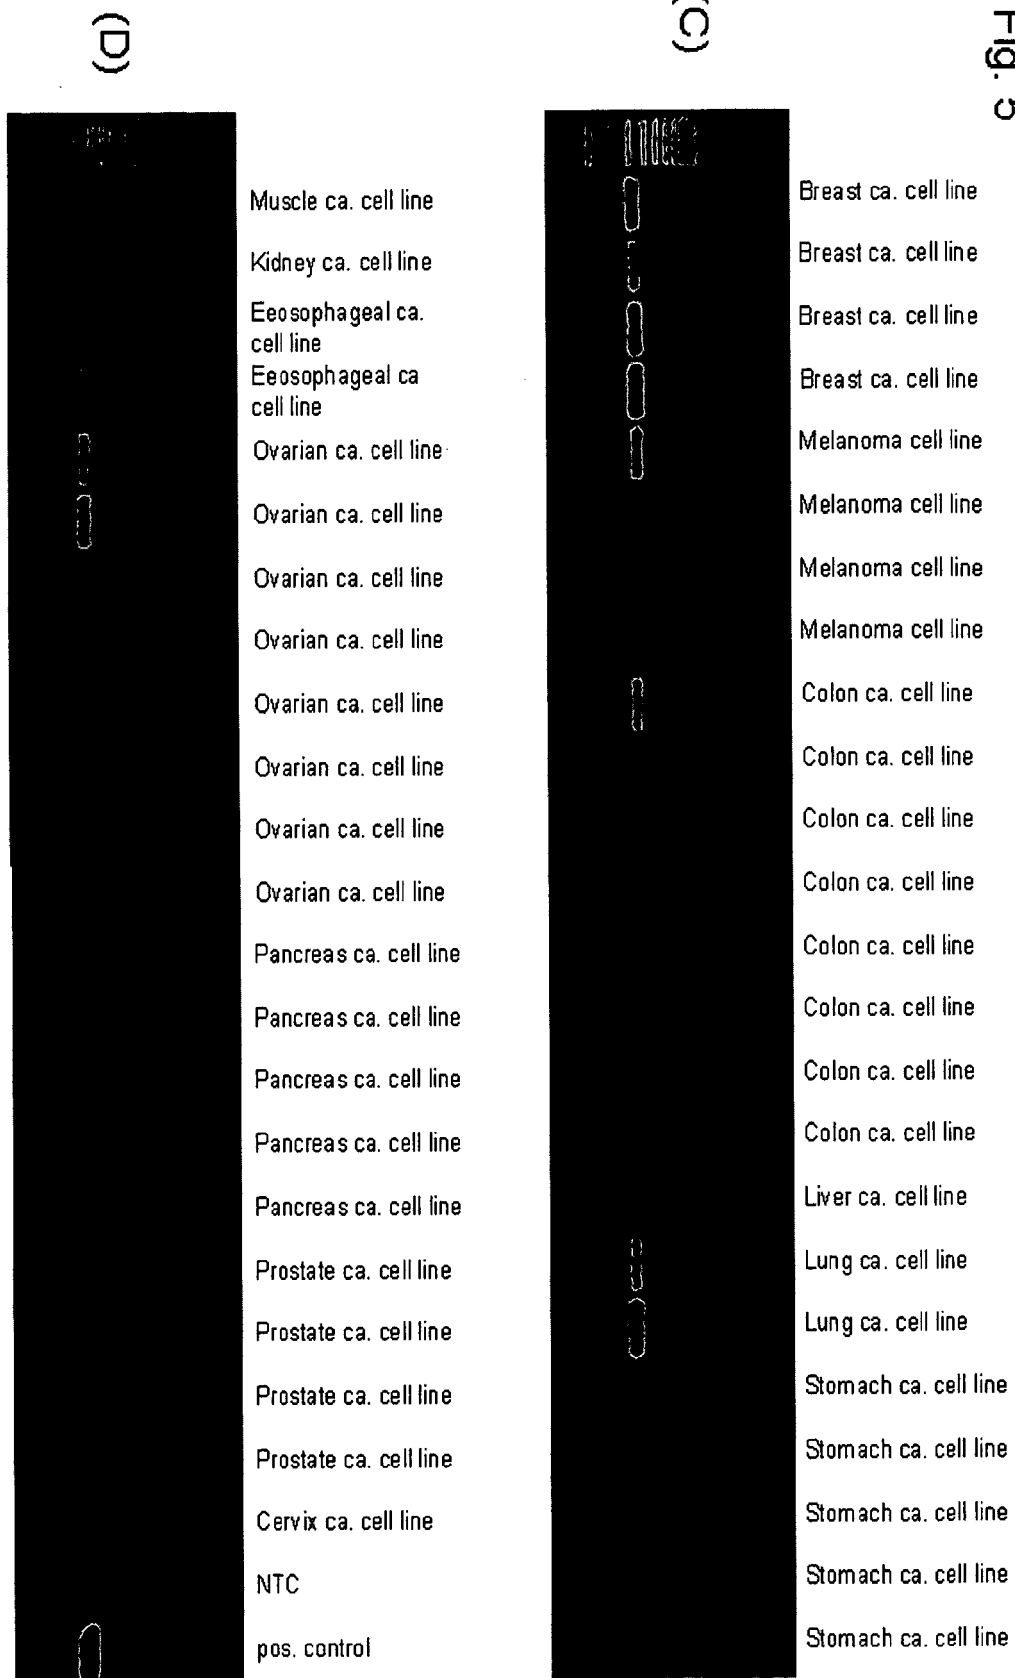 Fig. 5
(C)
Breast ca. cell line
Breast ca. cell line
Breast ca. cell line
Breast ca. cell line
Melanoma cell line
Melanoma cell line
Melanoma cell line
Melanoma cell line
Colon ca. cell line
Colon ca. cell line
Colon ca. cell line
Colon ca. cell line
Colon ca. cell line
Colon ca. cell line
Colon ca. cell line
Colon ca. cell line
Liver ca. cell line
Lung ca. cell line
Lung ca. cell line
Stomach ca. cell line
Stomach ca. cell line
Stomach ca. cell line
Stomach ca. cell line
Stomach ca. cell line
(D)
Muscle ca. cell line
Kidney ca. cell line
Eeosophageal ca.
cell line
Eeosophageal ca
cell line
Ovarian ca. cell line
Ovarian ca. cell line
Ovarian ca. cell line
Ovarian ca. cell line
Ovarian ca. cell line
Ovarian ca. cell line
Ovarian ca. cell line
Ovarian ca. cell line
Pancreas ca. cell line
Pancreas ca. cell line
Pancreas ca. cell line
Pancreas ca. cell line
Pancreas ca. cell line
Prostate ca. cell line
Prostate ca. cell line
Prostate ca. cell line
Prostate ca. cell line
Cervix ca. cell line
NTC
pos. control